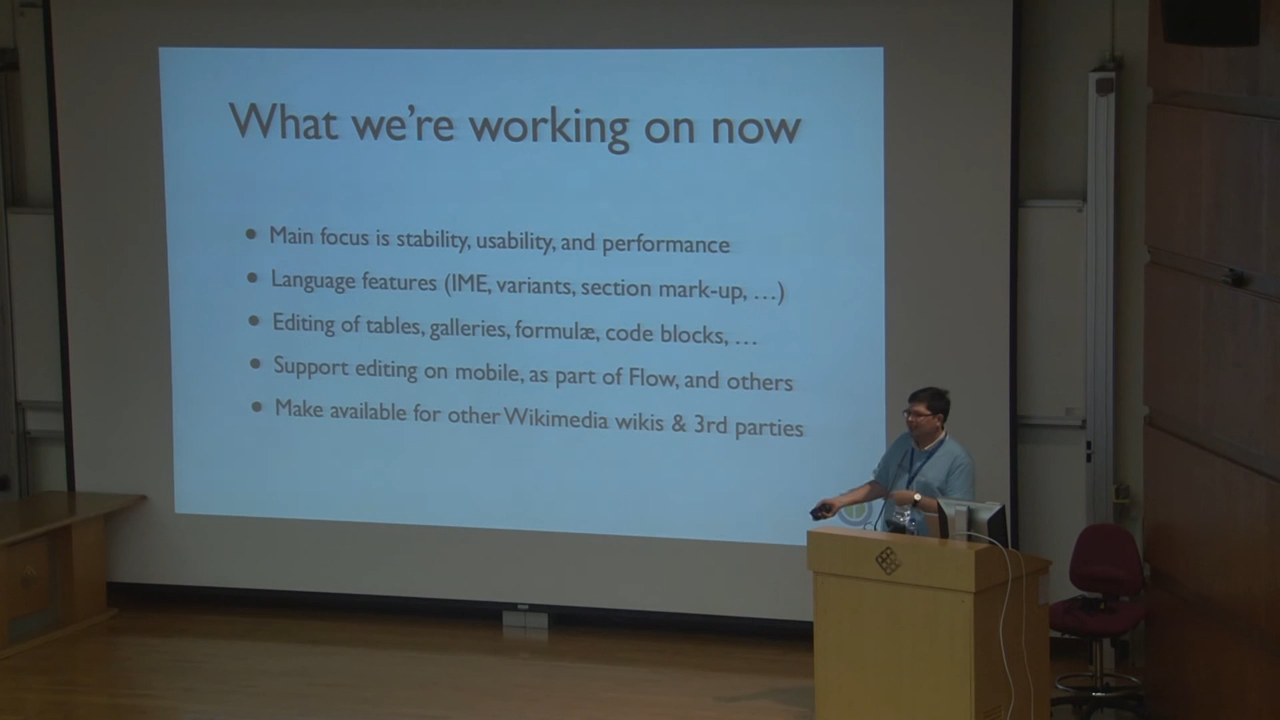 What we're working on now
• Main focus is stability, usability, and performance
• Language features (IME, variants, section mark-up, …)
• Editing of tables, galleries, formulæ, code blocks, …
• Support editing on mobile, as part of Flow, and others
• Make available for other Wikimedia wikis & 3rd parties